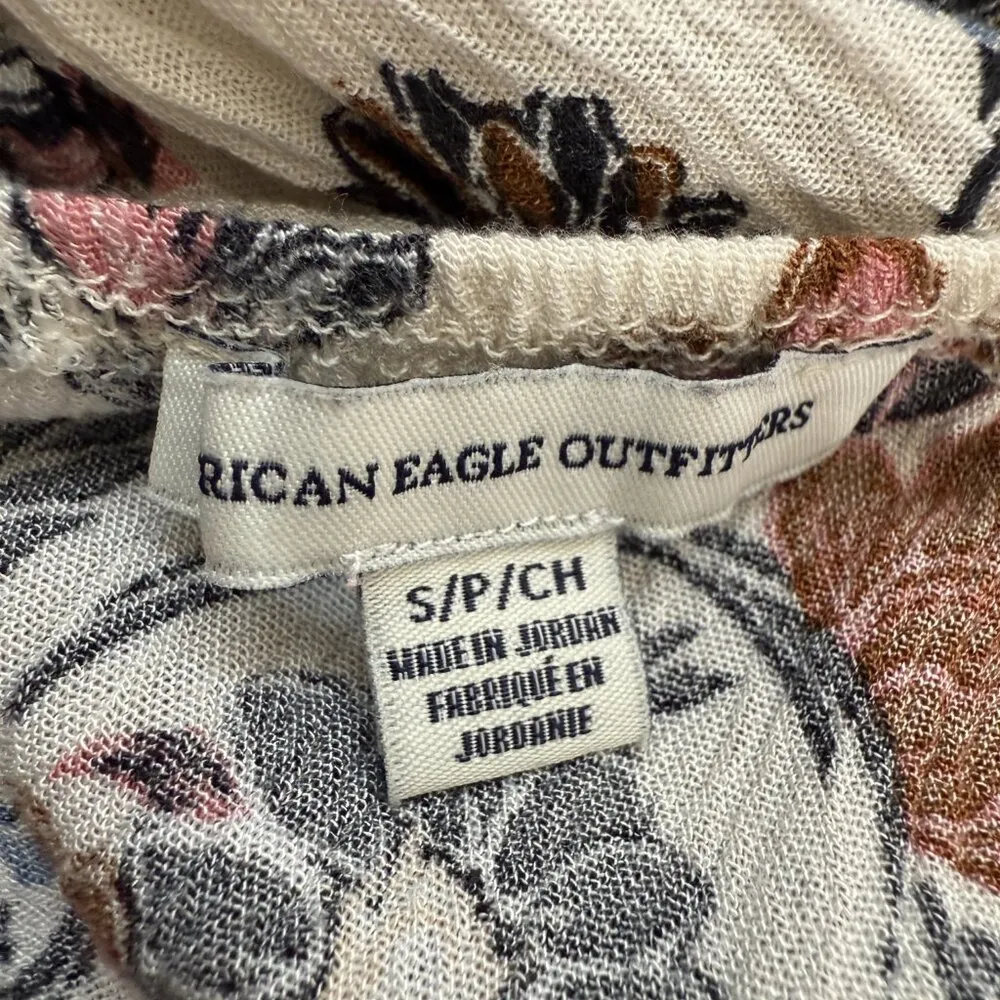 RICAN EAGLE OUTFITTERS
S/P/CH
MADE IN JORDAN
FABRIQUÉ EN
JORDANIE